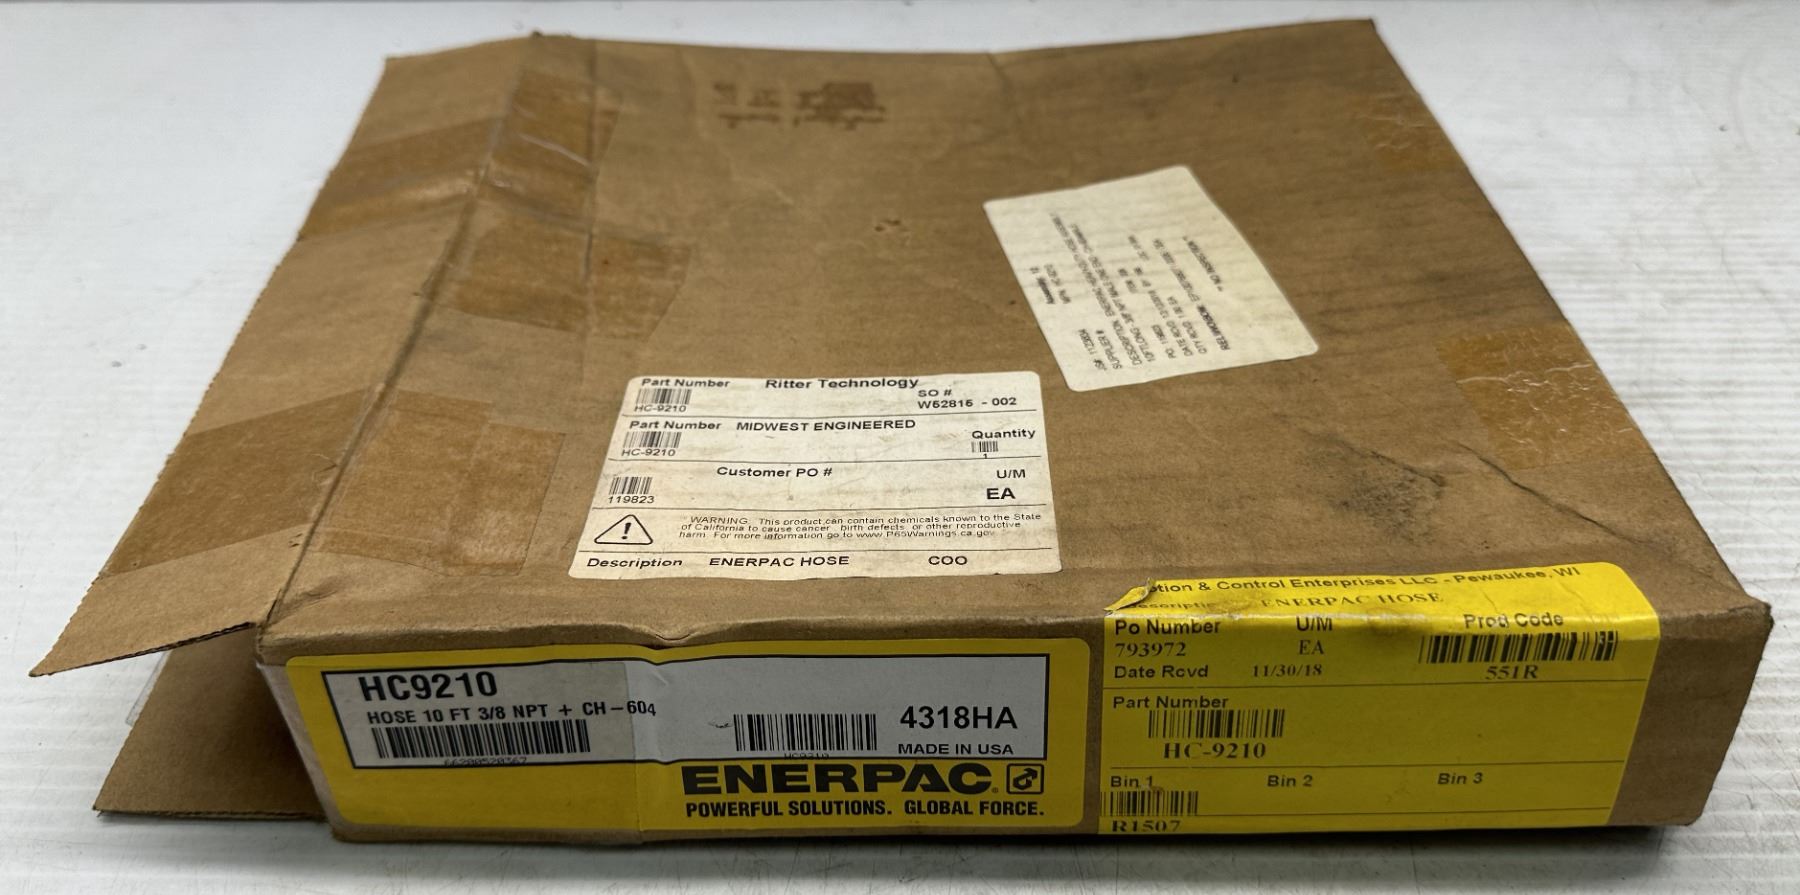 Part Number Ritter Technology
SO #
HC-9210
W52815 - 002
Part Number MIDWEST ENGINEERED
Quantity
HC-9210
1
Customer PO # U/M
119823
EA
WARNING. This product can contain chemicals known to the State
of California to cause cancer, birth defects, or other reproductive
harm. For more information go to www.P65Warnings.ca.gov
Description ENERPAC HOSE COO
SUPPLIER #
* NO INSPECTION *
HC9210
HOSE 10 FT 3/8 NPT + CH-604
HC9210
4318HA
MADE IN USA
ENERPAC
POWERFUL SOLUTIONS. GLOBAL FORCE.
& Control Enterprises LLC - Pewaukee, WI
ENERPAC HOSE
Po Number U/M Prod Code
793972 EA
Date Rcvd 11/30/18 551R
Part Number
HC-9210
Bin 1 Bin 2 Bin 3
R1507